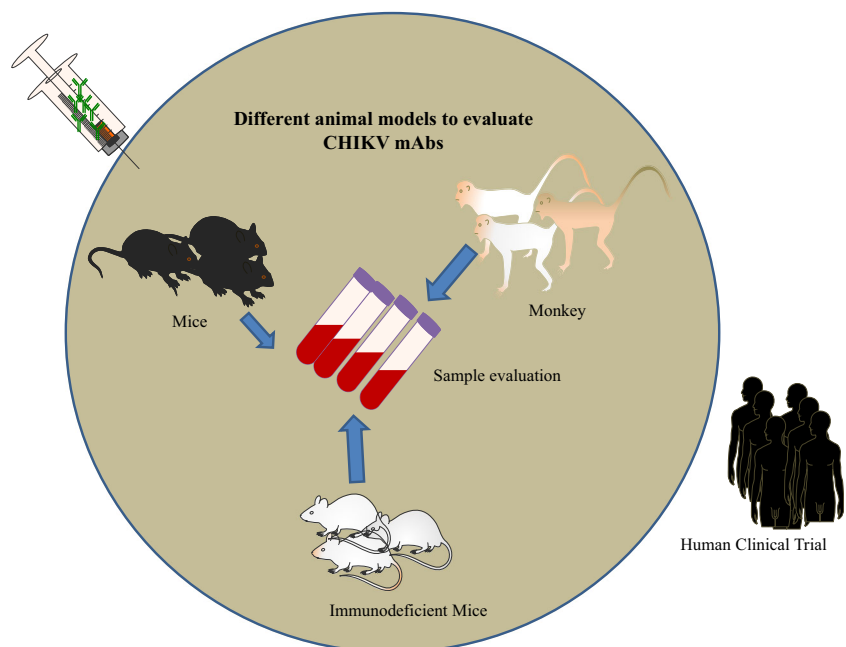 Different animal models to evaluate
CHIKV mAbs
Mice
Monkey
Sample evaluation
Human Clinical Trial
Immunodeficient Mice